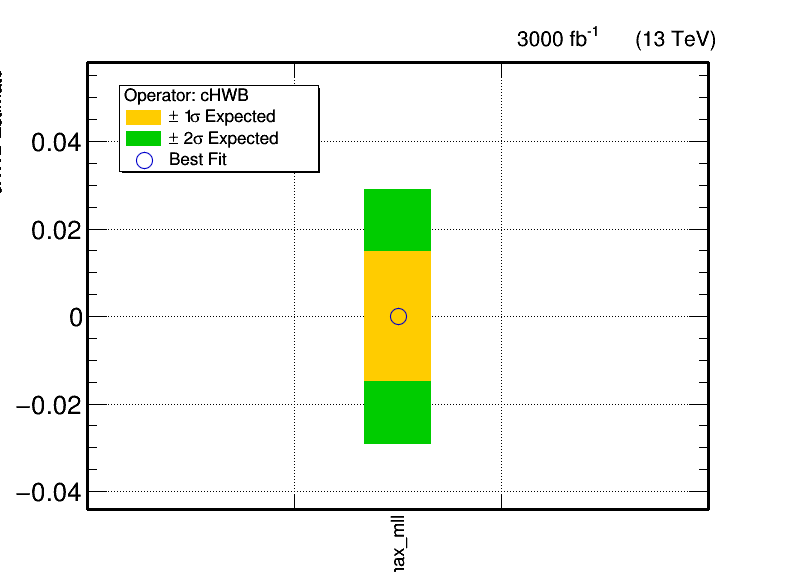 3000 fb-1 (13 TeV)
Operator: cHWB
± 1σ Expected
± 2σ Expected
Best Fit
0.04
0.02
0
−0.02
−0.04